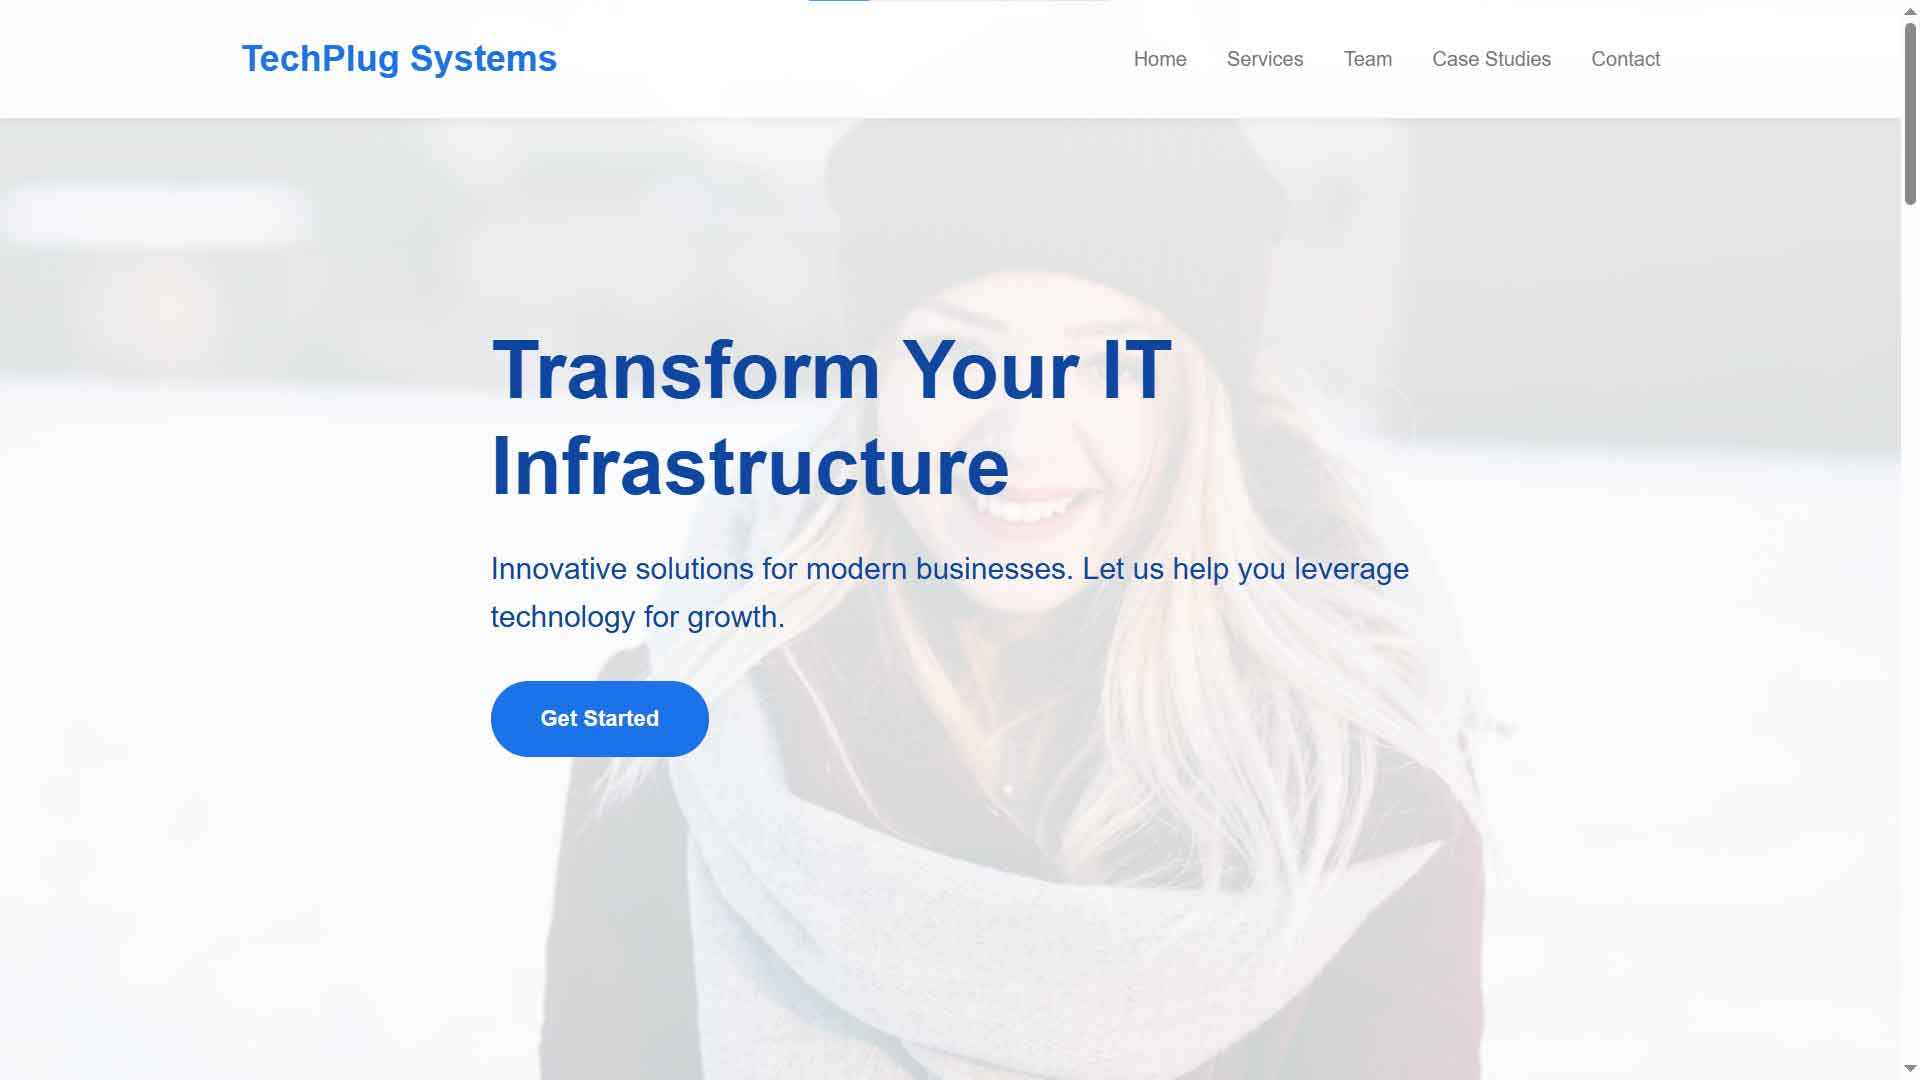 TechPlug Systems
Home Services Team Case Studies Contact
Transform Your IT
Infrastructure
Innovative solutions for modern businesses. Let us help you leverage
technology for growth.
Get Started